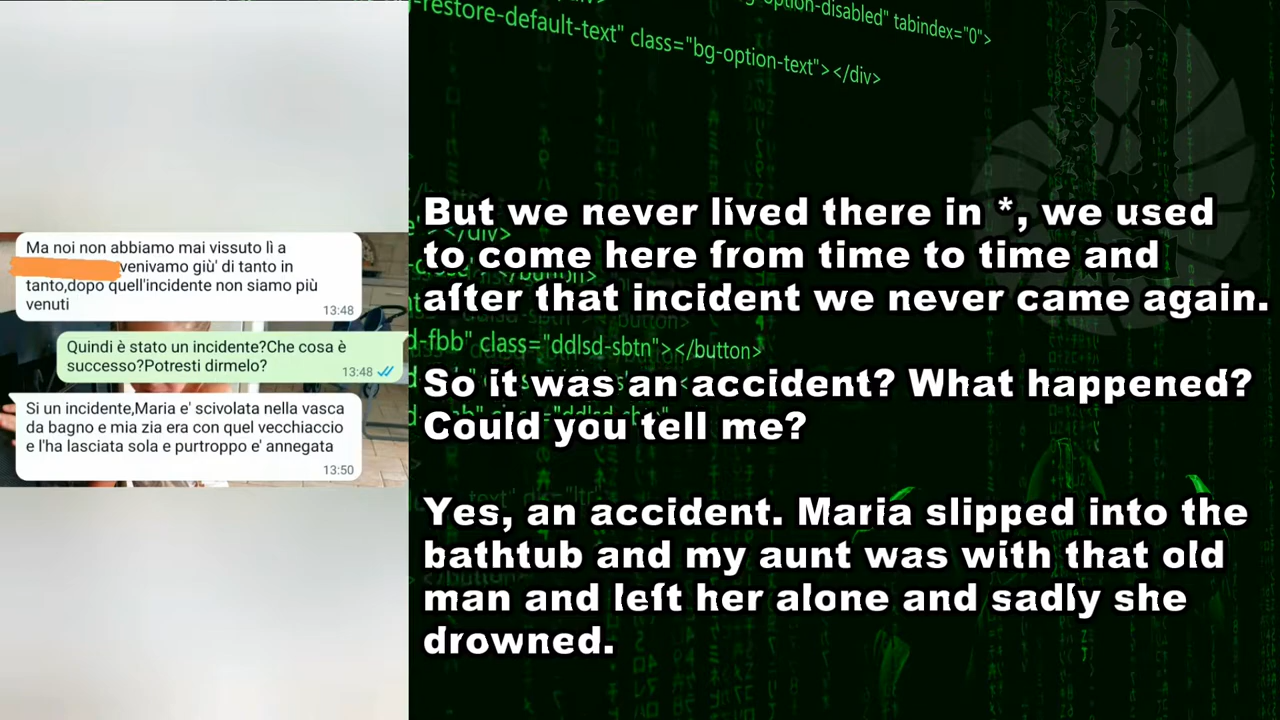 -restore-default-text" class="bg-option-text"></div>
option-disabled" tabindex="0">
Ma noi non abbiamo mai vissuto lì a
venivamo giù' di tanto in
tanto,dopo quell'incidente non siamo più
venuti
13:48
Quindi è stato un incidente?Che cosa è
successo?Potresti dirmelo?
13:48
Si un incidente,Maria e' scivolata nella vasca
da bagno e mia zia era con quel vecchiaccio
e l'ha lasciata sola e purtroppo e' annegata
13:50
But we never lived there in *, we used
to come here from time to time and
after that incident we never came again.
d-fbb" class="ddlsd-sbtn"></button>
So it was an accident? What happened?
Could you tell me?
Yes, an accident. Maria slipped into the
bathtub and my aunt was with that old
man and left her alone and sadly she
drowned.